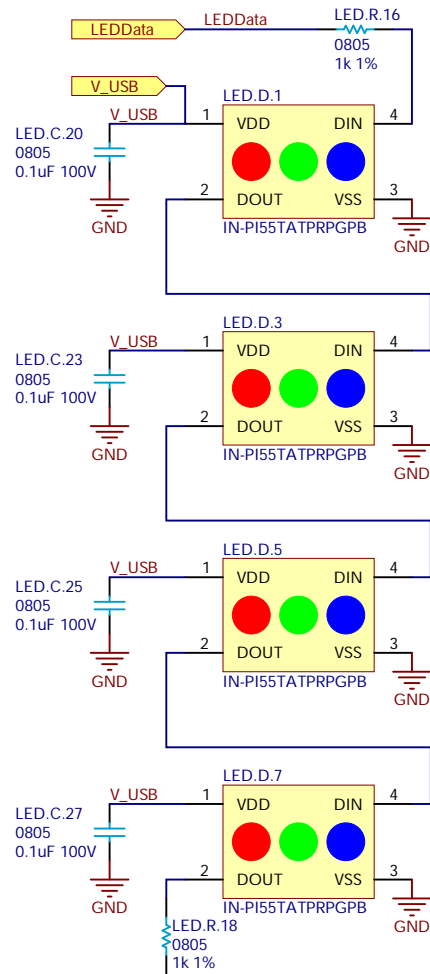 LEDData
LEDData
LED.R.16
0805
1k 1%
V_USB
V_USB
LED.C.20
0805
0.1uF 100V
GND
LED.D.1
1
VDD
DIN
4
2
DOUT
VSS
3
IN-PI55TATPRPGPB
GND
V_USB
LED.C.23
0805
0.1uF 100V
GND
LED.D.3
1
VDD
DIN
4
2
DOUT
VSS
3
IN-PI55TATPRPGPB
GND
V_USB
LED.C.25
0805
0.1uF 100V
GND
LED.D.5
1
VDD
DIN
4
2
DOUT
VSS
3
IN-PI55TATPRPGPB
GND
V_USB
LED.C.27
0805
0.1uF 100V
GND
LED.D.7
1
VDD
DIN
4
2
DOUT
VSS
3
IN-PI55TATPRPGPB
GND
LED.R.18
0805
1k 1%